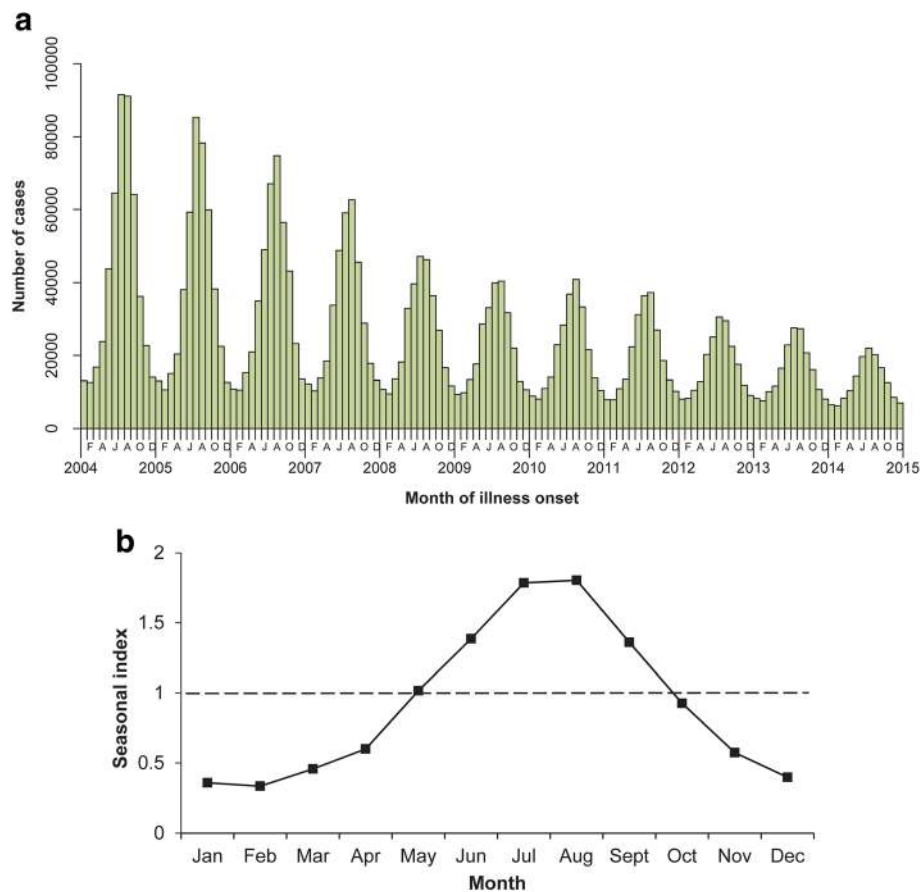 a
100000
80000
60000
40000
20000
0
Number of cases
F A J A O D F A J A O D F A J A O D F A J A O D F A J A O D F A J A O D F A J A O D F A J A O D F A J A O D F A J A O D F A J A O D
2004 2005 2006 2007 2008 2009 2010 2011 2012 2013 2014 2015
Month of illness onset
b
2
1.5
1
0.5
0
Seasonal index
Jan Feb Mar Apr May Jun Jul Aug Sept Oct Nov Dec
Month